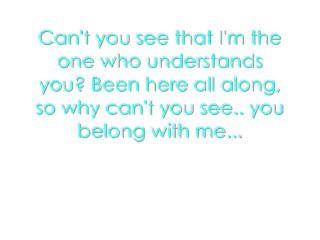 Can't you see that I'm the
one who understands
you? Been here all along,
so why can't you see.. you
belong with me...